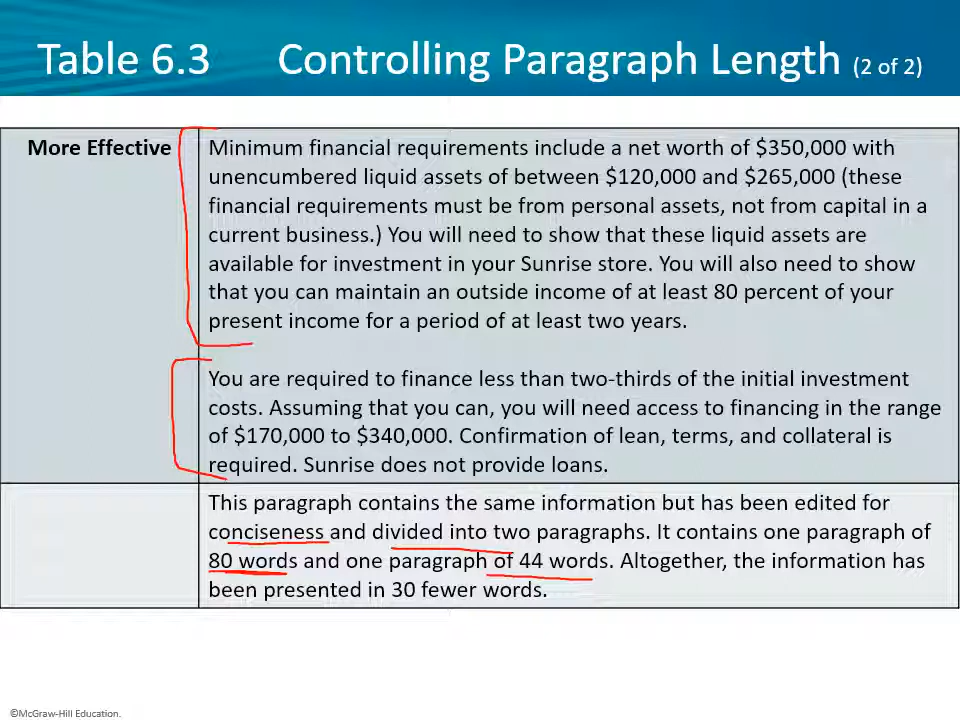 Table 6.3 Controlling Paragraph Length (2 of 2)
More Effective
Minimum financial requirements include a net worth of $350,000 with
unencumbered liquid assets of between $120,000 and $265,000 (these
financial requirements must be from personal assets, not from capital in a
current business.) You will need to show that these liquid assets are
available for investment in your Sunrise store. You will also need to show
that you can maintain an outside income of at least 80 percent of your
present income for a period of at least two years.
You are required to finance less than two-thirds of the initial investment
costs. Assuming that you can, you will need access to financing in the range
of $170,000 to $340,000. Confirmation of lean, terms, and collateral is
required. Sunrise does not provide loans.
This paragraph contains the same information but has been edited for
conciseness and divided into two paragraphs. It contains one paragraph of
80 words and one paragraph of 44 words. Altogether, the information has
been presented in 30 fewer words.
©McGraw-Hill Education.